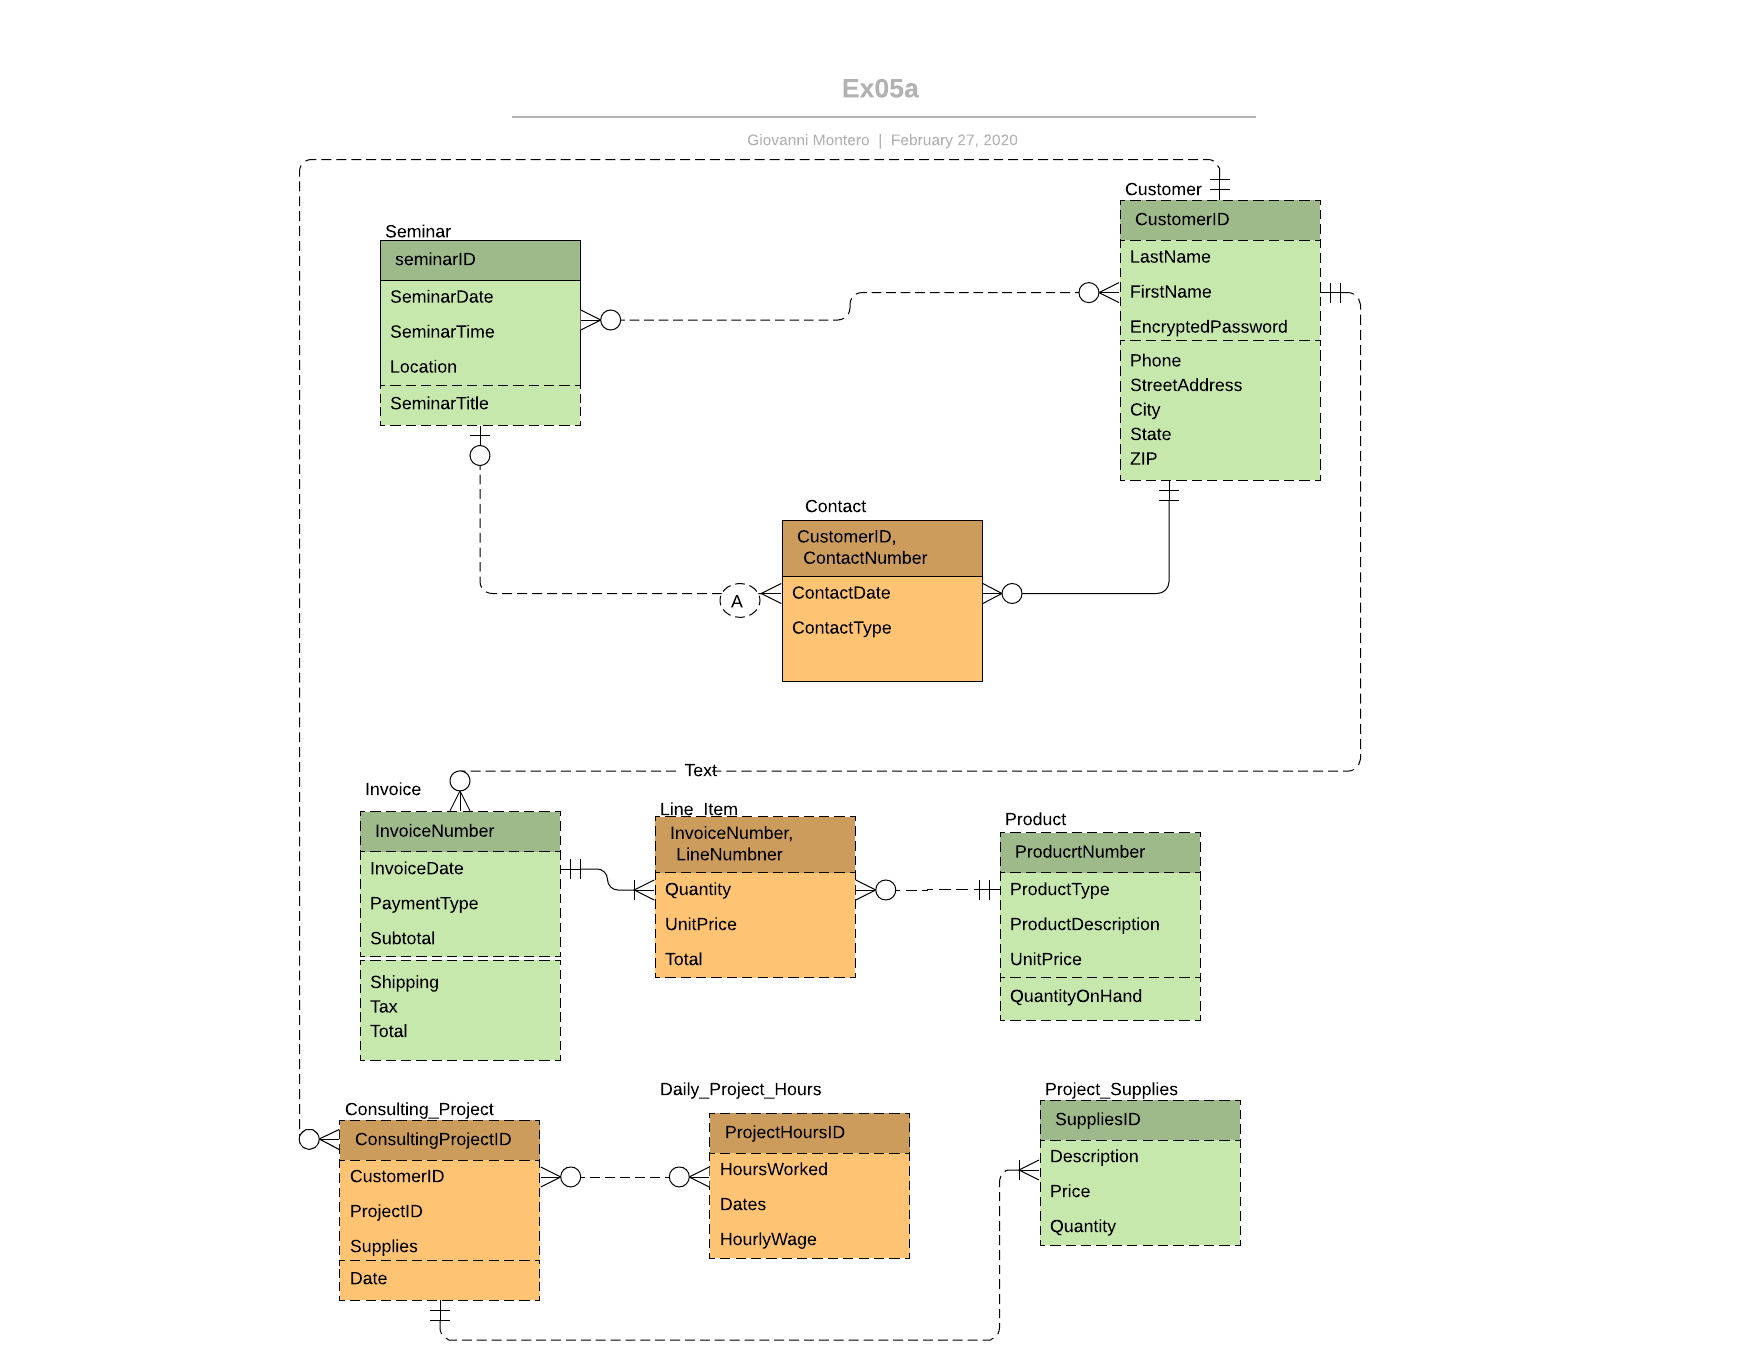 Ex05a
Giovanni Montero | February 27, 2020
Customer
CustomerID
LastName
FirstName
EncryptedPassword
Phone
StreetAddress
City
State
ZIP
Seminar
seminarID
SeminarDate
SeminarTime
Location
SeminarTitle
Contact
CustomerID,
ContactNumber
ContactDate
ContactType
A
Text
Invoice
InvoiceNumber
InvoiceDate
PaymentType
Subtotal
Shipping
Tax
Total
Line_Item
InvoiceNumber,
LineNumbner
Quantity
UnitPrice
Total
Product
ProducrtNumber
ProductType
ProductDescription
UnitPrice
QuantityOnHand
Consulting_Project
ConsultingProjectID
CustomerID
ProjectID
Supplies
Date
Daily_Project_Hours
ProjectHoursID
HoursWorked
Dates
HourlyWage
Project_Supplies
SuppliesID
Description
Price
Quantity